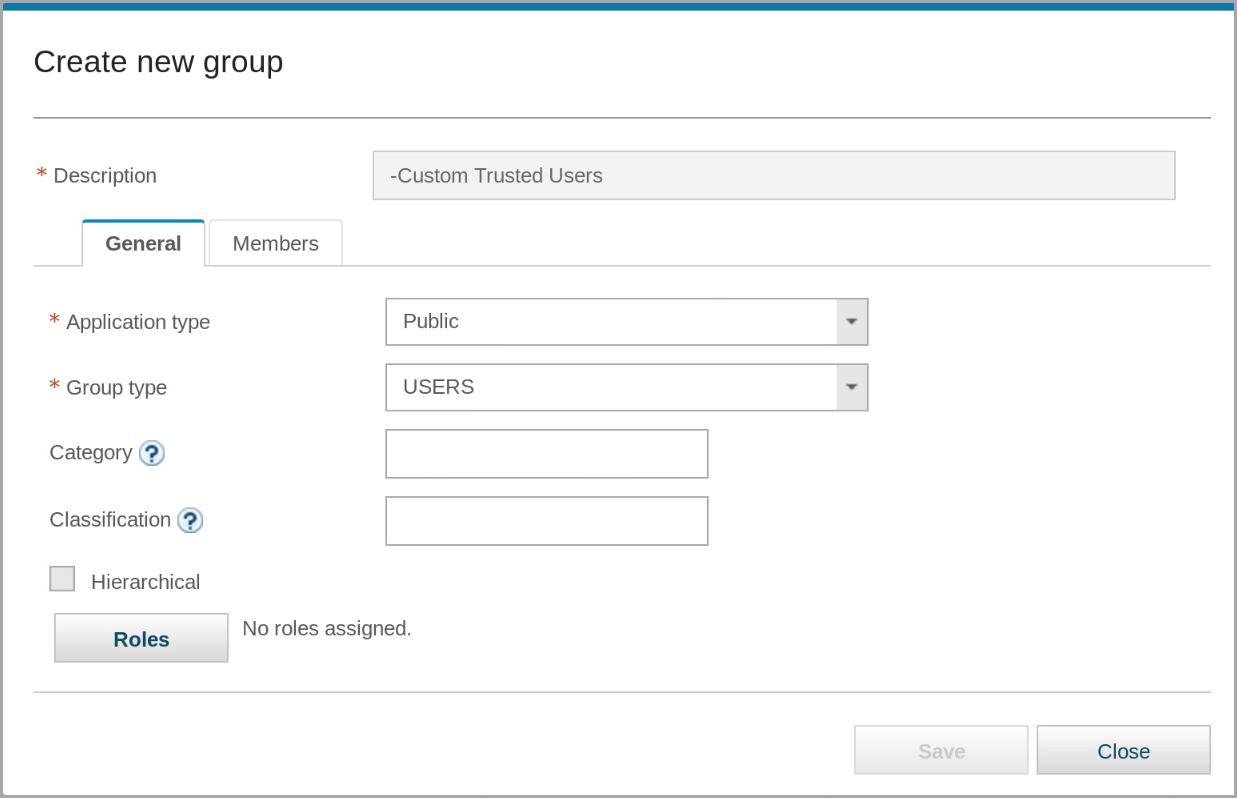 Create new group
* Description
-Custom Trusted Users
General
Members
* Application type
Public
* Group type
USERS
Category ?
Classification ?
Hierarchical
Roles
No roles assigned.
Save
Close